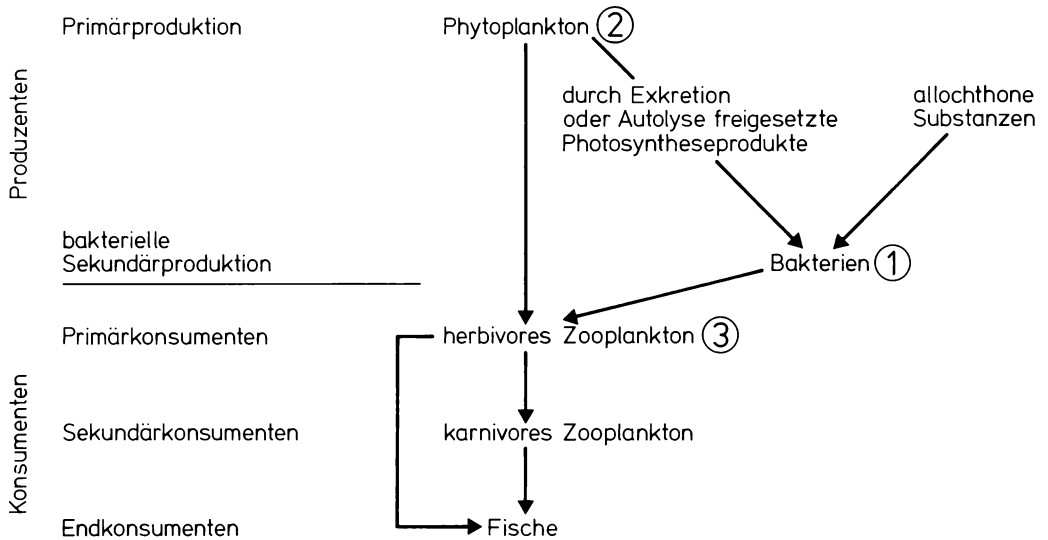 Primärproduktion
Phytoplankton 2
Produzenten
durch Exkretion
oder Autolyse freigesetzte
Photosyntheseprodukte
allochthone
Substanzen
bakterielle
Sekundärproduktion
Bakterien 1
Primärkonsumenten
herbivores Zooplankton 3
Konsumenten
Sekundärkonsumenten
karnivores Zooplankton
Endkonsumenten
Fische